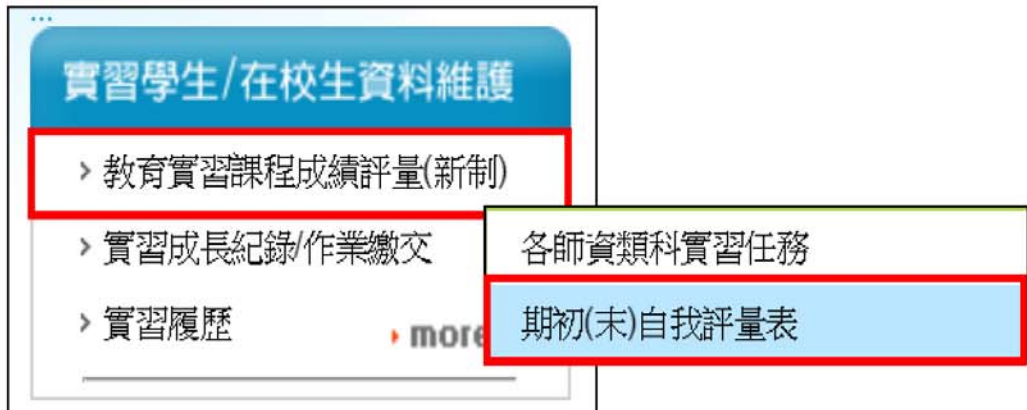 ...
實習學生/在校生資料維護
> 教育實習課程成績評量(新制)
> 實習成長紀錄/作業繳交
各師資類科實習任務
> 實習履歷
more
期初(末)自我評量表